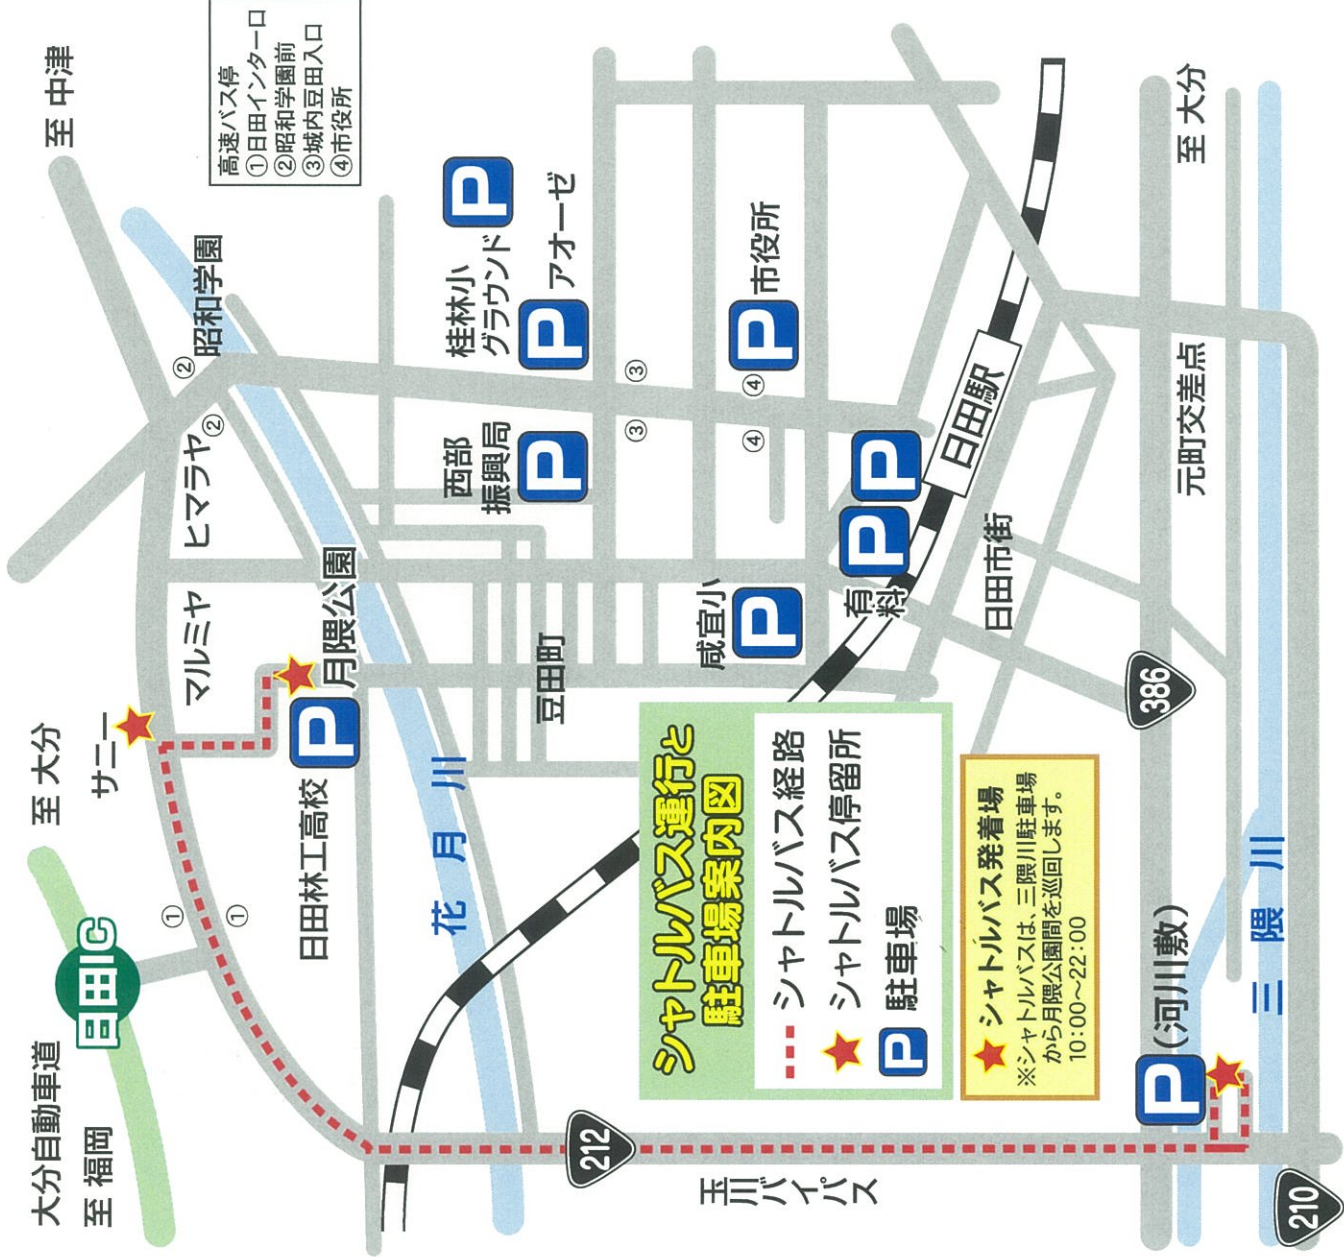 大分自動車道
至 福岡
日田IC
至 大分
サニー
至 中津
高速バス停
①日田インター口
②昭和学園前
③城内豆田入口
④市役所
①
①
マルミヤ
ヒマラヤ
②
②
昭和学園
日田林工高校
P
月隈公園
花月川
西部
振興局
P
桂林小
グラウンド
P
P
アオーゼ
豆田町
③
③
咸宜小
P
④
④
P
市役所
有料
P
P
日田駅
日田市街
212
玉川バイパス
シャトルバス運行と
駐車場案内図
シャトルバス経路
シャトルバス停留所
P 駐車場
シャトルバス発着場
※シャトルバスは、三隈川駐車場
から月隈公園間を巡回します。
10:00～22:00
386
元町交差点
至 大分
P
(河川敷)
三隈川
210